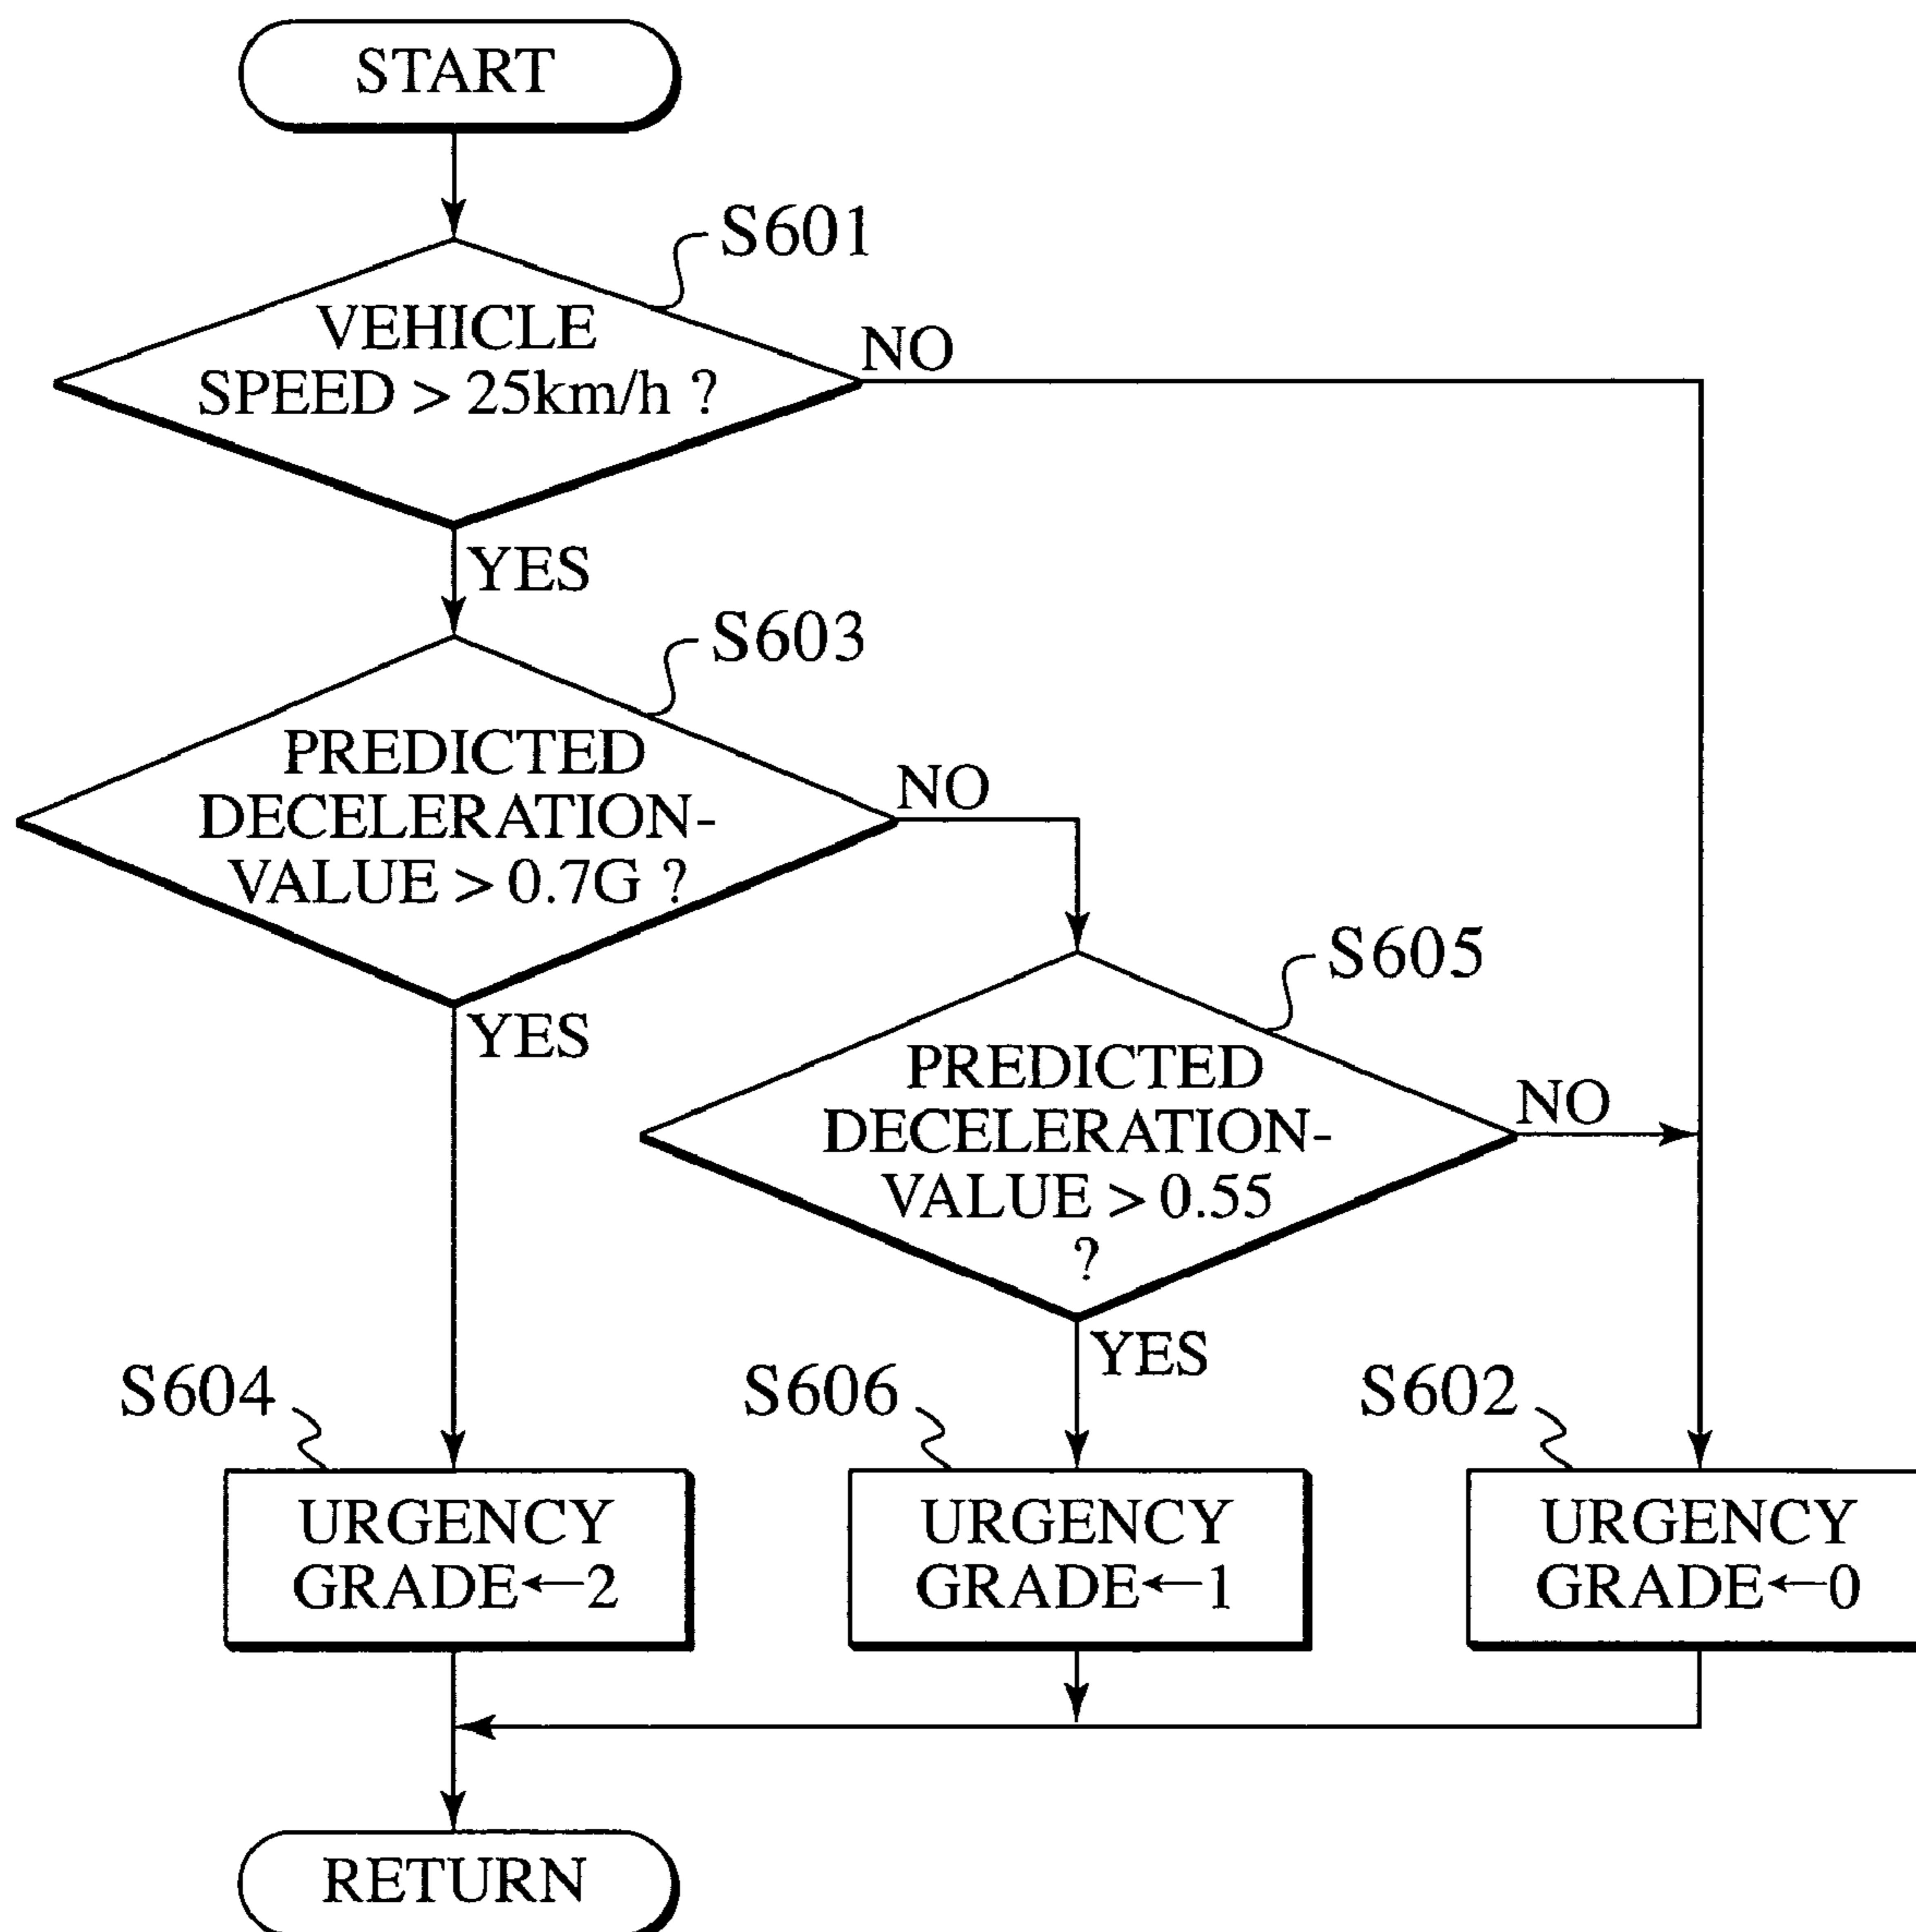 START
S601
VEHICLE
SPEED > 25km/h ?
NO
YES
S603
PREDICTED
DECELERATION-
VALUE > 0.7G ?
NO
YES
S605
PREDICTED
DECELERATION-
VALUE > 0.55
?
NO
YES
S604
URGENCY
GRADE←2
S606
URGENCY
GRADE←1
S602
URGENCY
GRADE←0
RETURN